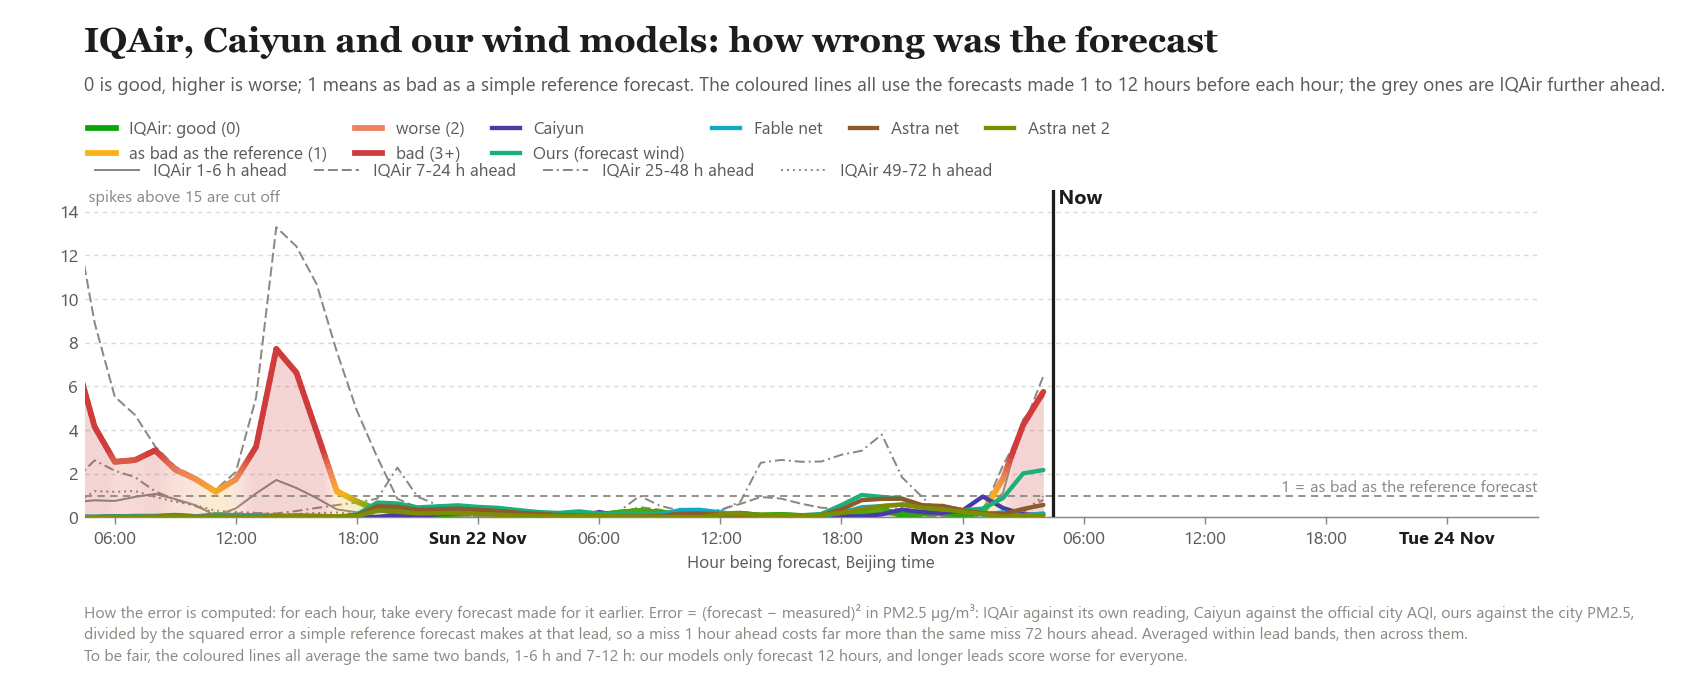 IQAir, Caiyun and our wind models: how wrong was the forecast
0 is good, higher is worse; 1 means as bad as a simple reference forecast. The coloured lines all use the forecasts made 1 to 12 hours before each hour; the grey ones are IQAir further ahead.
IQAir: good (0) worse (2) Caiyun Fable net Astra net Astra net 2
as bad as the reference (1) bad (3+) Ours (forecast wind)
IQAir 1-6 h ahead IQAir 7-24 h ahead IQAir 25-48 h ahead IQAir 49-72 h ahead
spikes above 15 are cut off
Now
14
12
10
8
6
4
2
1 = as bad as the reference forecast
0
06:00 12:00 18:00 Sun 22 Nov 06:00 12:00 18:00 Mon 23 Nov 06:00 12:00 18:00 Tue 24 Nov
Hour being forecast, Beijing time
How the error is computed: for each hour, take every forecast made for it earlier. Error = (forecast − measured)² in PM2.5 µg/m³: IQAir against its own reading, Caiyun against the official city AQI, ours against the city PM2.5,
divided by the squared error a simple reference forecast makes at that lead, so a miss 1 hour ahead costs far more than the same miss 72 hours ahead. Averaged within lead bands, then across them.
To be fair, the coloured lines all average the same two bands, 1-6 h and 7-12 h: our models only forecast 12 hours, and longer leads score worse for everyone.